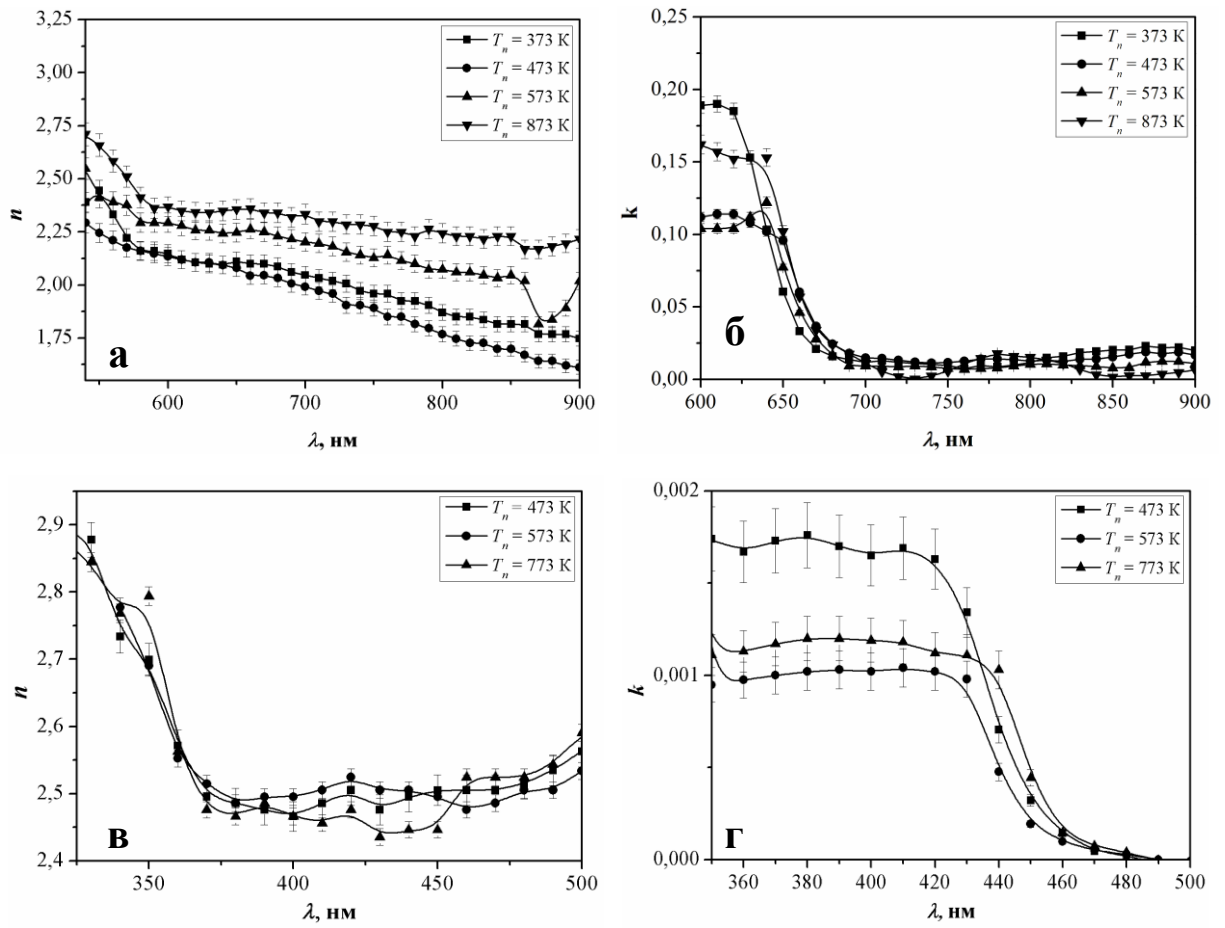 3,25
3,00
2,75
2,50
2,25
2,00
1,75
n
600
700
800
900
λ, нм
T_n = 373 K
T_n = 473 K
T_n = 573 K
T_n = 873 K
а
0,25
0,20
0,15
0,10
0,05
0,00
k
600
650
700
750
800
850
900
λ, нм
T_n = 373 K
T_n = 473 K
T_n = 573 K
T_n = 873 K
б
2,9
2,8
2,7
2,6
2,5
2,4
n
350
400
450
500
λ, нм
T_n = 473 K
T_n = 573 K
T_n = 773 K
в
0,002
0,001
0,000
k
360
380
400
420
440
460
480
500
λ, нм
T_n = 473 K
T_n = 573 K
T_n = 773 K
г